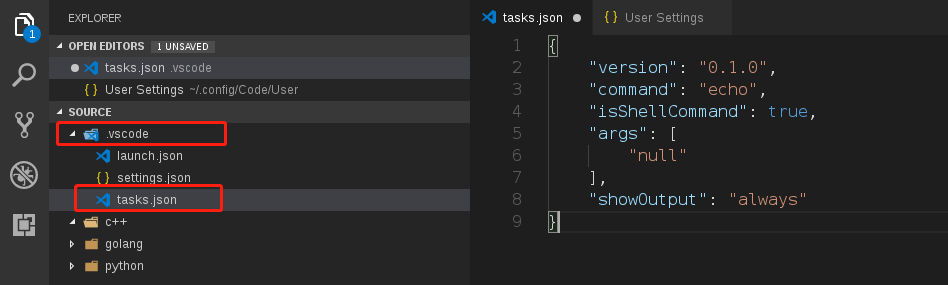 EXPLORER
1
OPEN EDITORS 1 UNSAVED
tasks.json .vscode
{ } User Settings ~/.config/Code/User
SOURCE
.vscode
launch.json
{ } settings.json
tasks.json
c++
golang
python
tasks.json
{ } User Settings
1 {
2 "version": "0.1.0",
3 "command": "echo",
4 "isShellCommand": true,
5 "args": [
6 "null"
7 ],
8 "showOutput": "always"
9 }